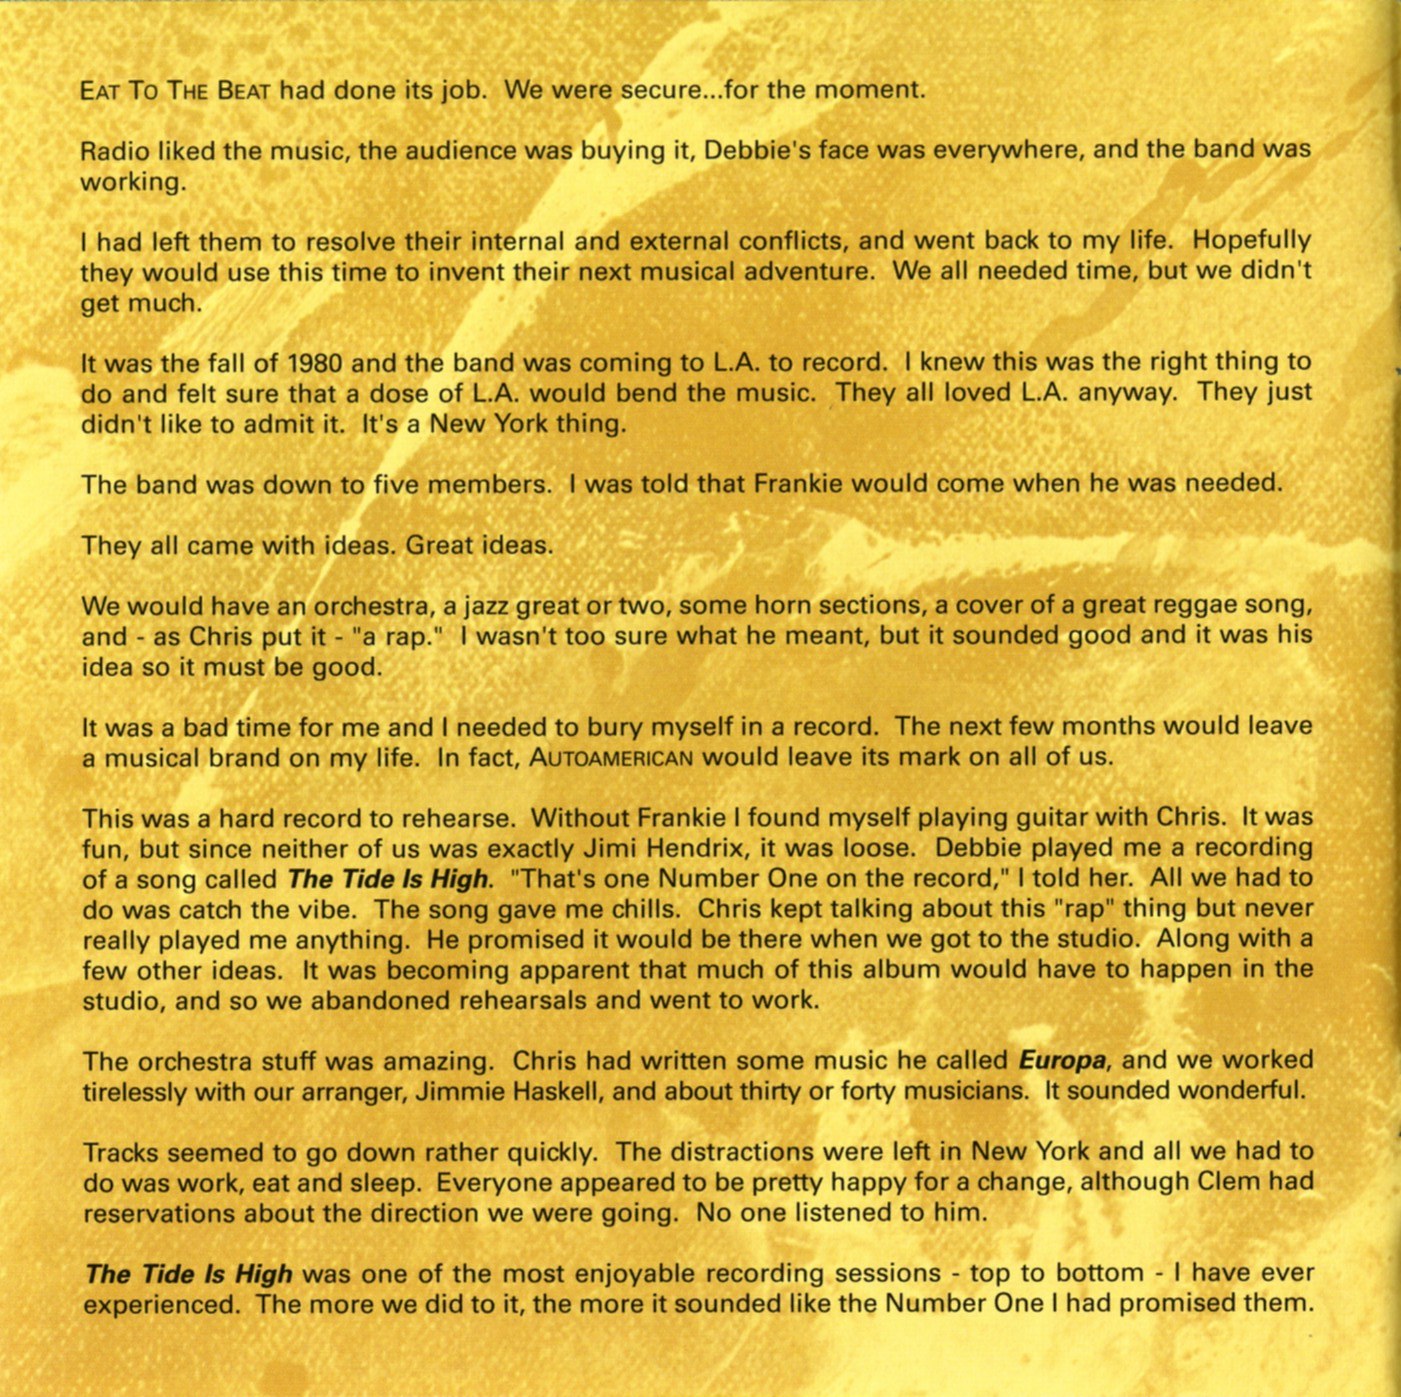 EAT TO THE BEAT had done its job. We were secure...for the moment.
Radio liked the music, the audience was buying it, Debbie's face was everywhere, and the band was
working.
I had left them to resolve their internal and external conflicts, and went back to my life. Hopefully
they would use this time to invent their next musical adventure. We all needed time, but we didn't
get much.
It was the fall of 1980 and the band was coming to L.A. to record. I knew this was the right thing to
do and felt sure that a dose of L.A. would bend the music. They all loved L.A. anyway. They just
didn't like to admit it. It's a New York thing.
The band was down to five members. I was told that Frankie would come when he was needed.
They all came with ideas. Great ideas.
We would have an orchestra, a jazz great or two, some horn sections, a cover of a great reggae song,
and - as Chris put it - "a rap." I wasn't too sure what he meant, but it sounded good and it was his
idea so it must be good.
It was a bad time for me and I needed to bury myself in a record. The next few months would leave
a musical brand on my life. In fact, AUTOAMERICAN would leave its mark on all of us.
This was a hard record to rehearse. Without Frankie I found myself playing guitar with Chris. It was
fun, but since neither of us was exactly Jimi Hendrix, it was loose. Debbie played me a recording
of a song called The Tide Is High. "That's one Number One on the record," I told her. All we had to
do was catch the vibe. The song gave me chills. Chris kept talking about this "rap" thing but never
really played me anything. He promised it would be there when we got to the studio. Along with a
few other ideas. It was becoming apparent that much of this album would have to happen in the
studio, and so we abandoned rehearsals and went to work.
The orchestra stuff was amazing. Chris had written some music he called Europa, and we worked
tirelessly with our arranger, Jimmie Haskell, and about thirty or forty musicians. It sounded wonderful.
Tracks seemed to go down rather quickly. The distractions were left in New York and all we had to
do was work, eat and sleep. Everyone appeared to be pretty happy for a change, although Clem had
reservations about the direction we were going. No one listened to him.
The Tide Is High was one of the most enjoyable recording sessions - top to bottom - I have ever
experienced. The more we did to it, the more it sounded like the Number One I had promised them.